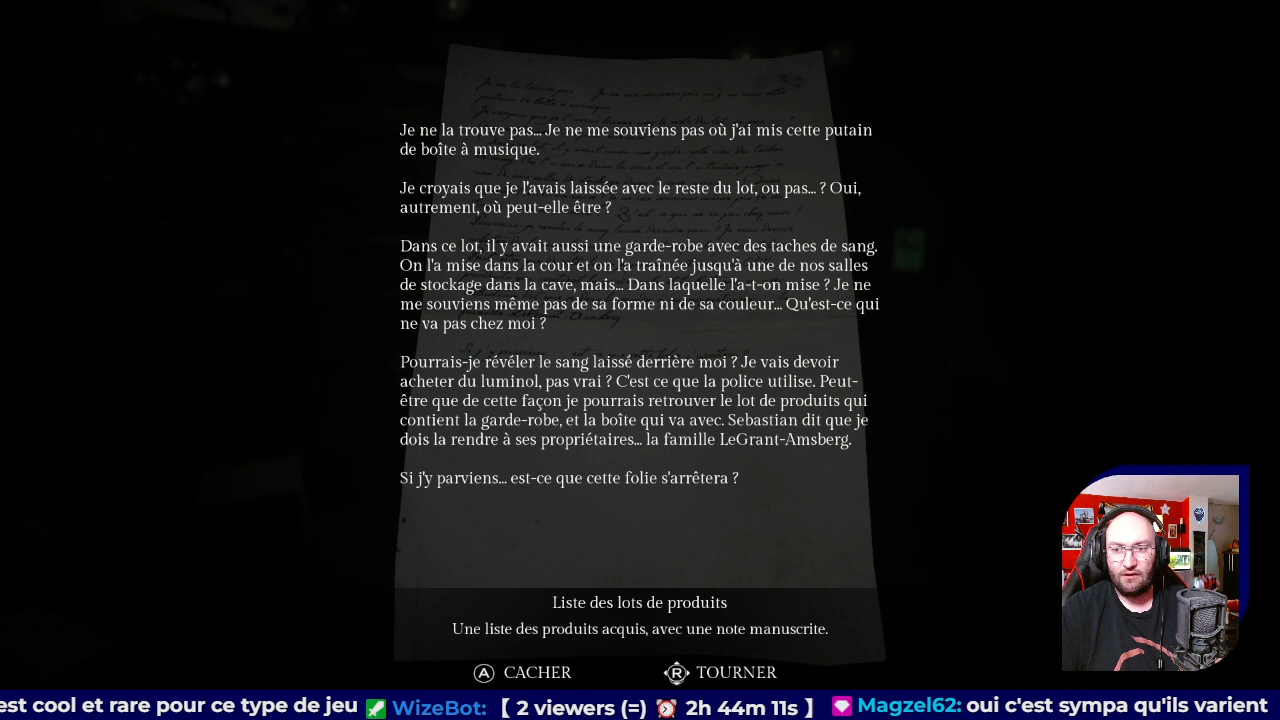 Je ne la trouve pas... Je ne me souviens pas où j'ai mis cette putain
de boîte à musique.
Je croyais que je l'avais laissée avec le reste du lot, ou pas... ? Oui,
autrement, où peut-elle être ?
Dans ce lot, il y avait aussi une garde-robe avec des taches de sang.
On l'a mise dans la cour et on l'a traînée jusqu'à une de nos salles
de stockage dans la cave, mais... Dans laquelle l'a-t-on mise ? Je ne
me souviens même pas de sa forme ni de sa couleur... Qu'est-ce qui
ne va pas chez moi ?
Pourrais-je révéler le sang laissé derrière moi ? Je vais devoir
acheter du luminol, pas vrai ? C'est ce que la police utilise. Peut-
être que de cette façon je pourrais retrouver le lot de produits qui
contient la garde-robe, et la boîte qui va avec. Sebastian dit que je
dois la rendre à ses propriétaires... la famille LeGrant-Amsberg.
Si j'y parviens... est-ce que cette folie s'arrêtera ?
Liste des lots de produits
Une liste des produits acquis, avec une note manuscrite.
A CACHER R TOURNER
est cool et rare pour ce type de jeu WizeBot: 【 2 viewers (=) ⏰ 2h 44m 11s 】 Magzel62: oui c'est sympa qu'ils varient